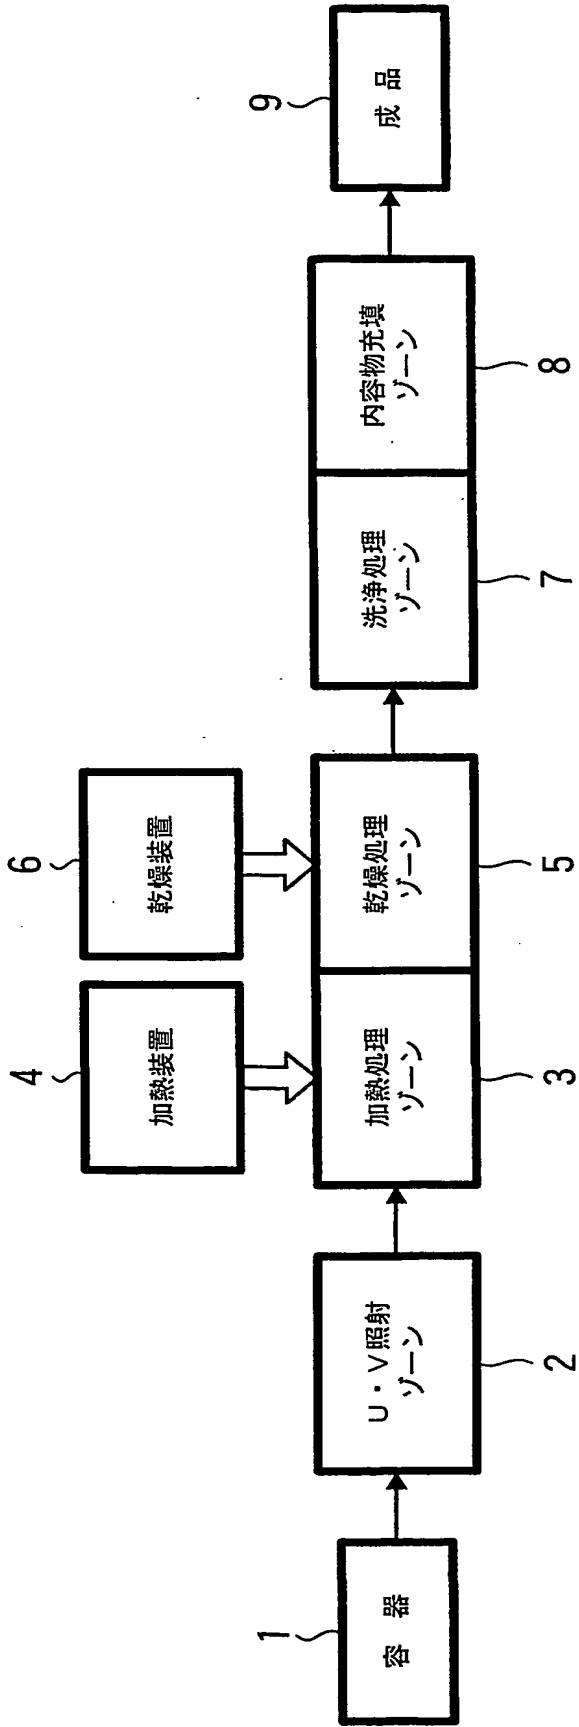 1
容器
2
U・V照射
ゾーン
4
加熱装置
3
加熱処理
ゾーン
6
乾燥装置
5
乾燥処理
ゾーン
7
洗浄処理
ゾーン
8
内容物充填
ゾーン
9
成品